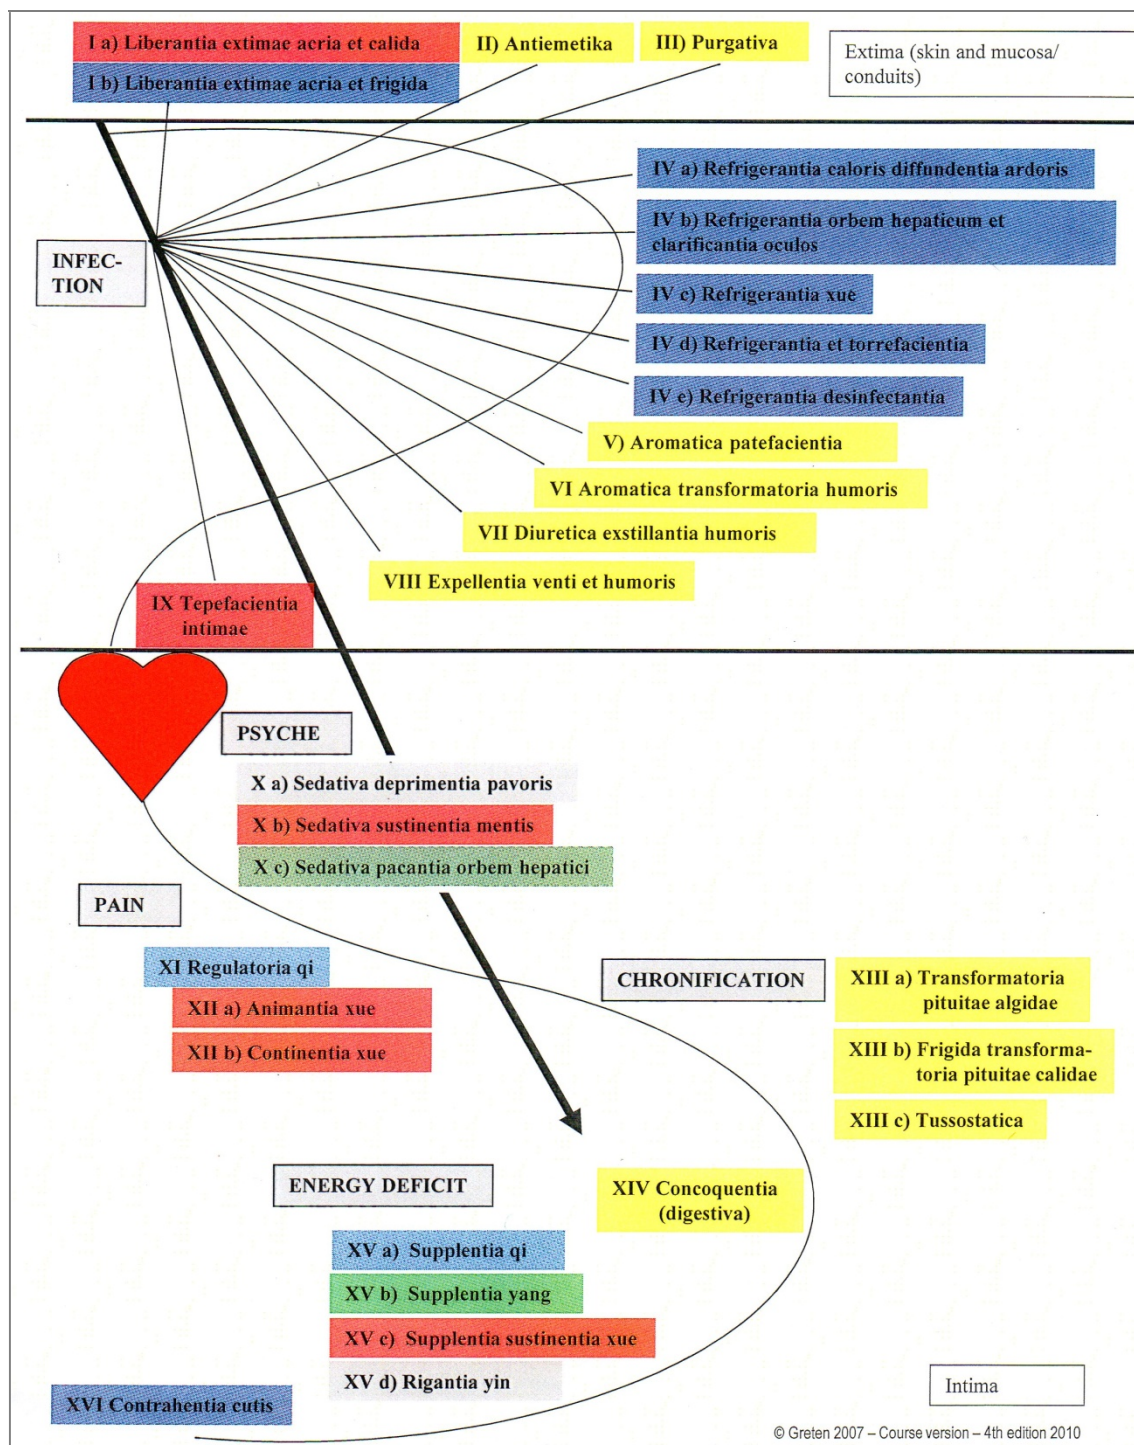 I a) Liberantia extimae acria et calida
II) Antiemetika
III) Purgativa
I b) Liberantia extimae acria et frigida
Extima (skin and mucosa/
conduits)
IV a) Refrigerantia caloris diffundentia ardoris
IV b) Refrigerantia orbem hepaticum et
clarificantia oculos
INFEC-
TION
IV c) Refrigerantia xue
IV d) Refrigerantia et torrefacientia
IV e) Refrigerantia desinfectantia
V) Aromatica patefacientia
VI Aromatica transformatoria humoris
VII Diuretica exstillantia humoris
VIII Expellentia venti et humoris
IX Tepefacientia
intimae
PSYCHE
X a) Sedativa deprimentia pavoris
X b) Sedativa sustinentia mentis
X c) Sedativa pacantia orbem hepatici
PAIN
XI Regulatoria qi
XII a) Animantia xue
XII b) Continentia xue
CHRONIFICATION
XIII a) Transformatoria
pituitae algidae
XIII b) Frigida transforma-
toria pituitae calidae
XIII c) Tussostatica
ENERGY DEFICIT
XIV Concoquentia
(digestiva)
XV a) Supplentia qi
XV b) Supplentia yang
XV c) Supplentia sustinentia xue
XV d) Rigantia yin
XVI Contrahentia cutis
Intima
© Greten 2007 – Course version – 4th edition 2010